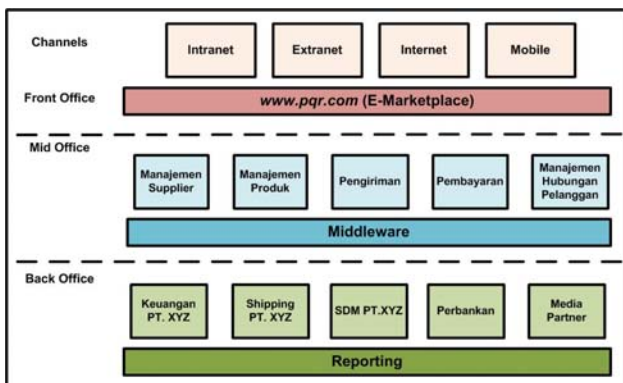 Channels
Intranet
Extranet
Internet
Mobile
Front Office
www.pqr.com (E-Marketplace)
Mid Office
Manajemen
Supplier
Manajemen
Produk
Pengiriman
Pembayaran
Manajemen
Hubungan
Pelanggan
Middleware
Back Office
Keuangan
PT. XYZ
Shipping
PT. XYZ
SDM PT.XYZ
Perbankan
Media
Partner
Reporting